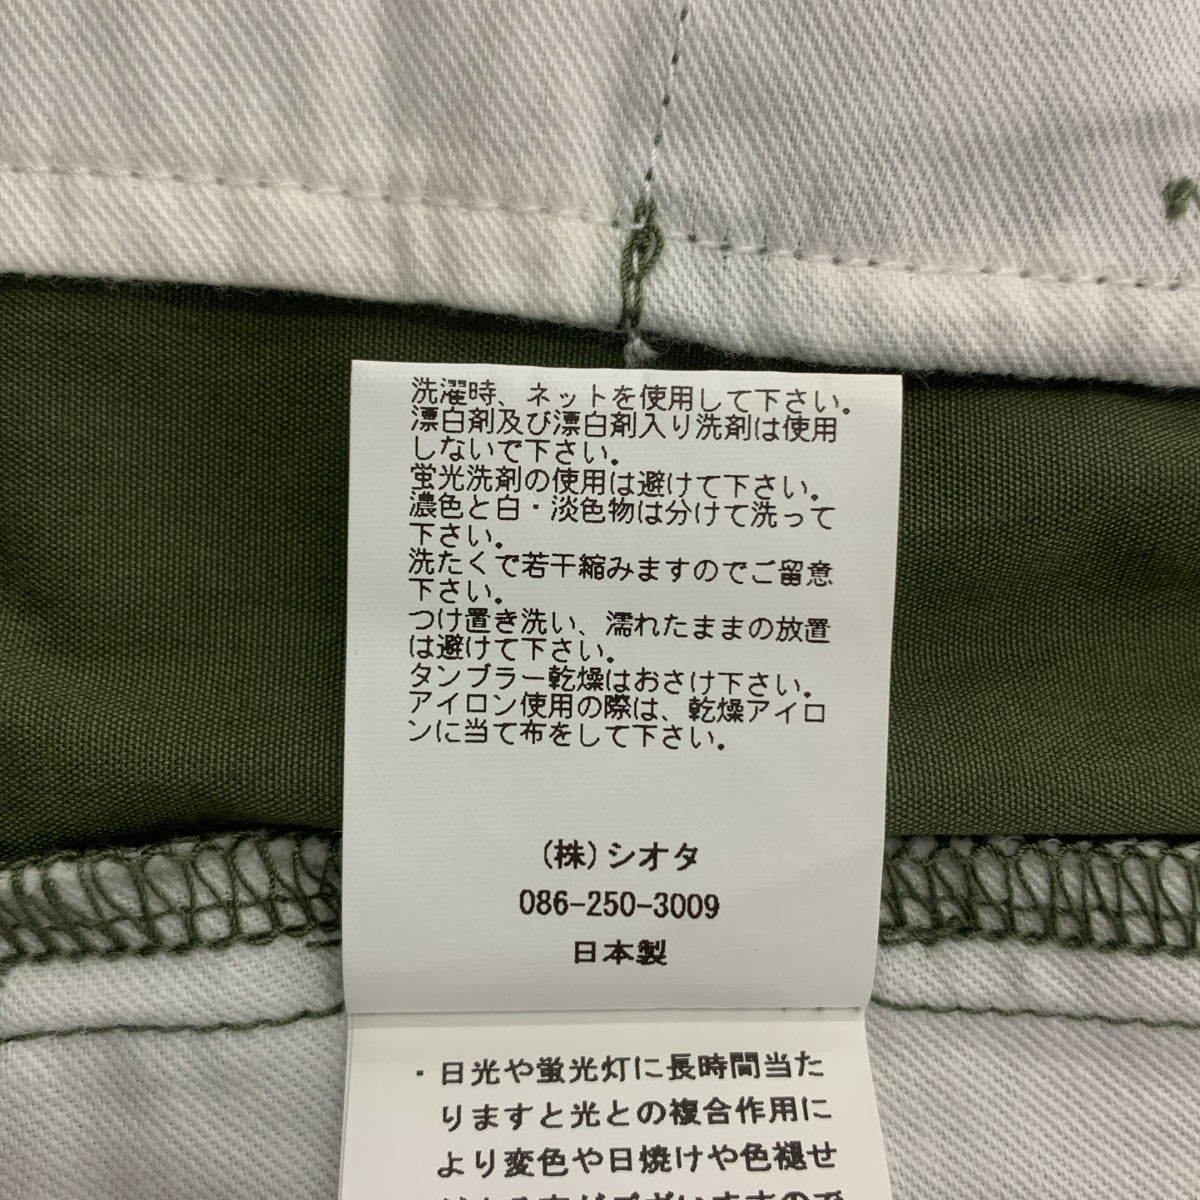 洗濯時、ネットを使用して下さい。
漂白剤及び漂白剤入り洗剤は使用
しないで下さい。
蛍光洗剤の使用は避けて下さい。
濃色と白・淡色物は分けて洗って
下さい。
洗たくで若干縮みますのでご留意
下さい。
つけ置き洗い、濡れたままの放置
は避けて下さい。
タンブラー乾燥はおさけ下さい。
アイロン使用の際は、乾燥アイロ
ンに当て布をして下さい。
(株)シオタ
086-250-3009
日本製
・日光や蛍光灯に長時間当た
りますと光との複合作用に
より変色や日焼けや色褪せ